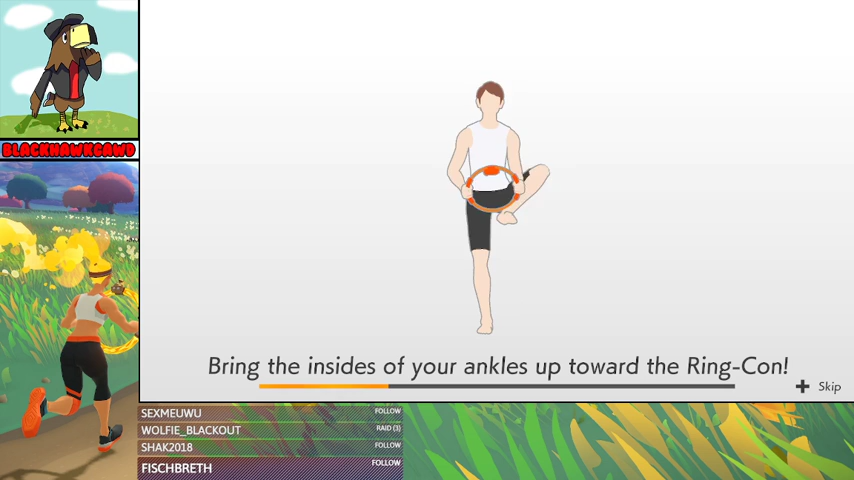 BLACKHAWKGAWD
Bring the insides of your ankles up toward the Ring-Con!
Skip
SEXMEUWU FOLLOW
WOLFIE_BLACKOUT RAID (3)
SHAK2018 FOLLOW
FISCHBRETH FOLLOW